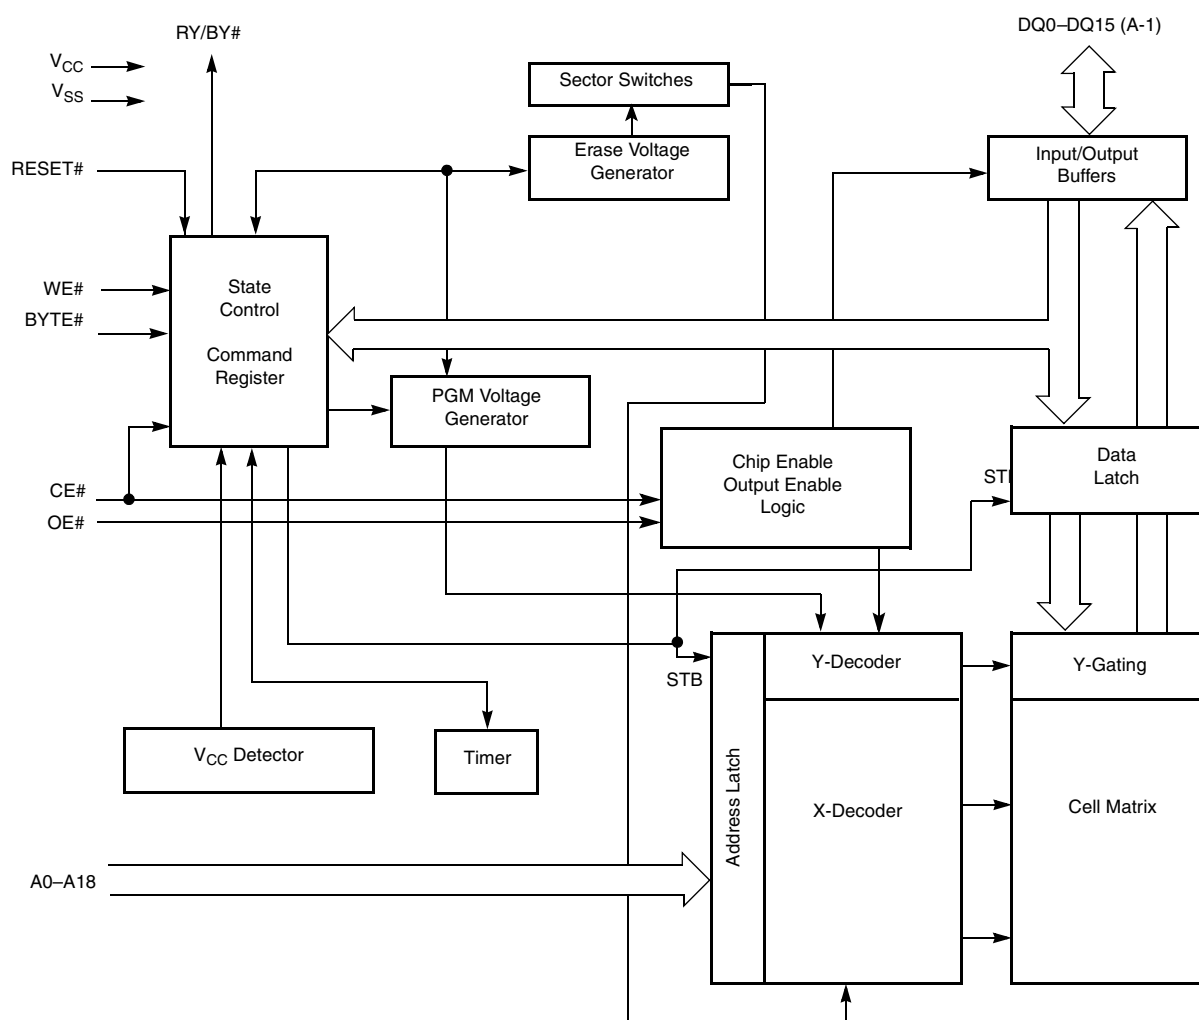 RY/BY#
DQ0–DQ15 (A-1)
VCC
VSS
Sector Switches
Erase Voltage
Generator
Input/Output
Buffers
RESET#
WE#
BYTE#
State
Control
Command
Register
PGM Voltage
Generator
Chip Enable
Output Enable
Logic
Data
Latch
CE#
OE#
STB
Y-Decoder
Y-Gating
VCC Detector
Timer
Address Latch
X-Decoder
Cell Matrix
A0–A18